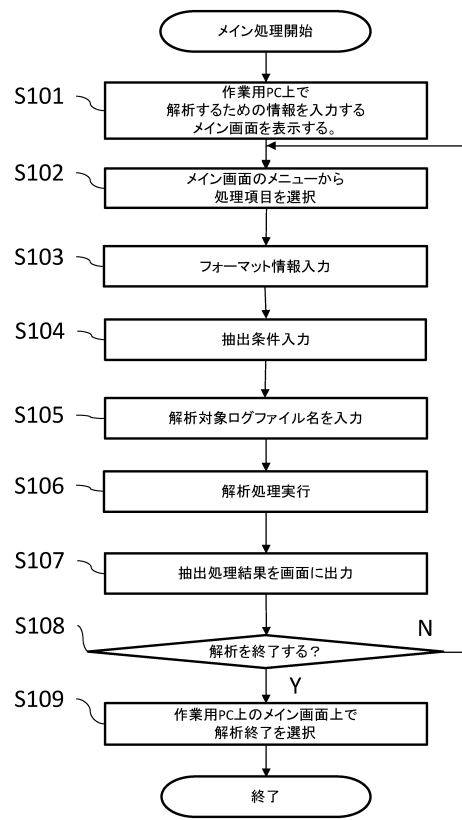 メイン処理開始
S101
作業用PC上で
解析するための情報を入力する
メイン画面を表示する。
S102
メイン画面のメニューから
処理項目を選択
S103
フォーマット情報入力
S104
抽出条件入力
S105
解析対象ログファイル名を入力
S106
解析処理実行
S107
抽出処理結果を画面に出力
S108
解析を終了する？
N
Y
S109
作業用PC上のメイン画面上で
解析終了を選択
終了